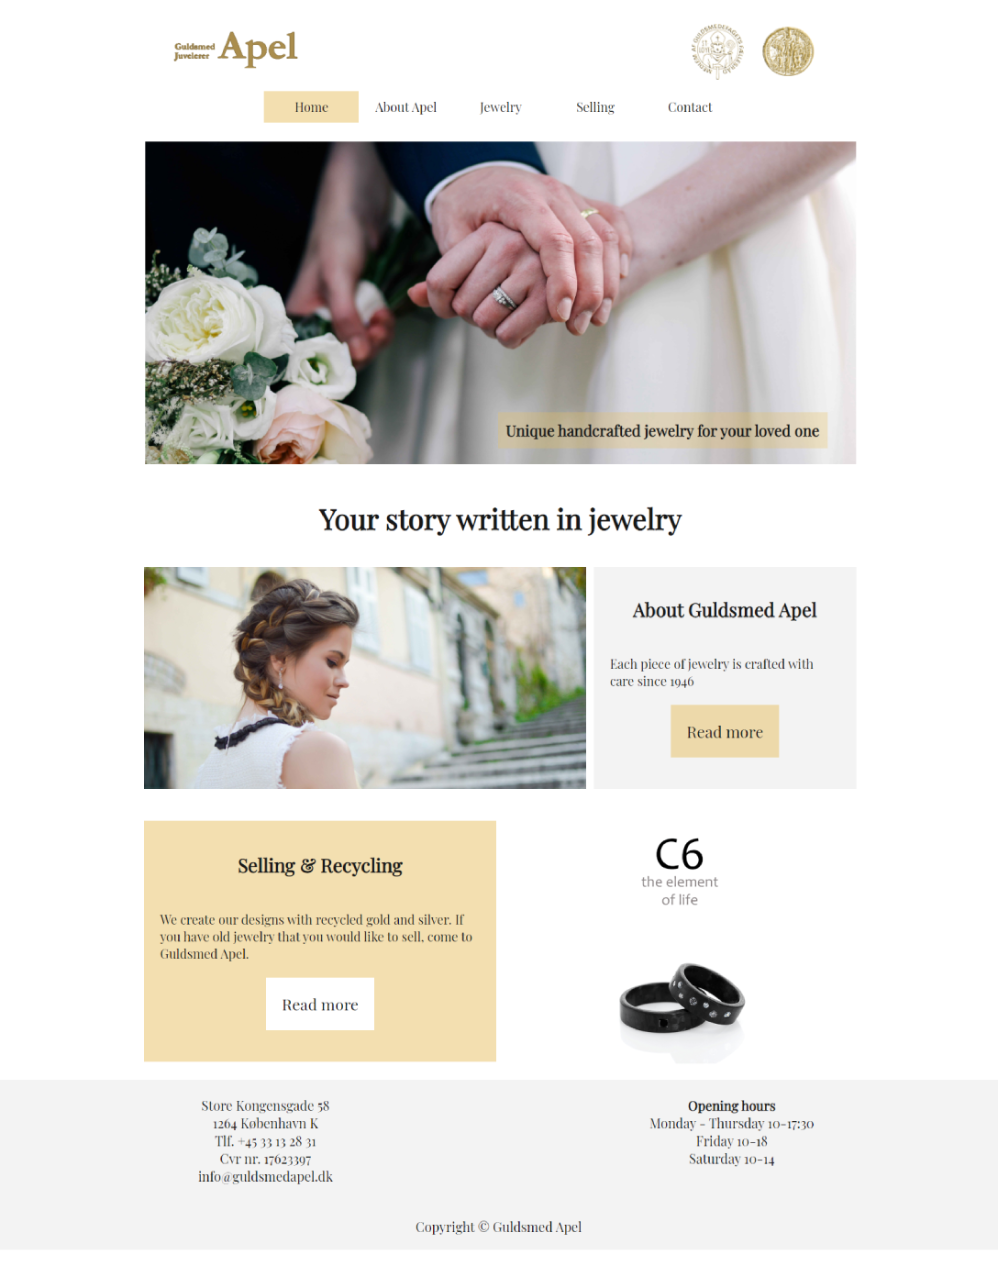 Guldsmed
Juvelerer
Apel
Home
About Apel
Jewelry
Selling
Contact
Unique handcrafted jewelry for your loved one
Your story written in jewelry
About Guldsmed Apel
Each piece of jewelry is crafted with
care since 1946
Read more
Selling & Recycling
We create our designs with recycled gold and silver. If
you have old jewelry that you would like to sell, come to
Guldsmed Apel.
Read more
C6
the element
of life
Store Kongensgade 58
1264 København K
Tlf. +45 33 13 28 31
Cvr nr. 17623397
info@guldsmedapel.dk
Opening hours
Monday - Thursday 10-17:30
Friday 10-18
Saturday 10-14
Copyright © Guldsmed Apel